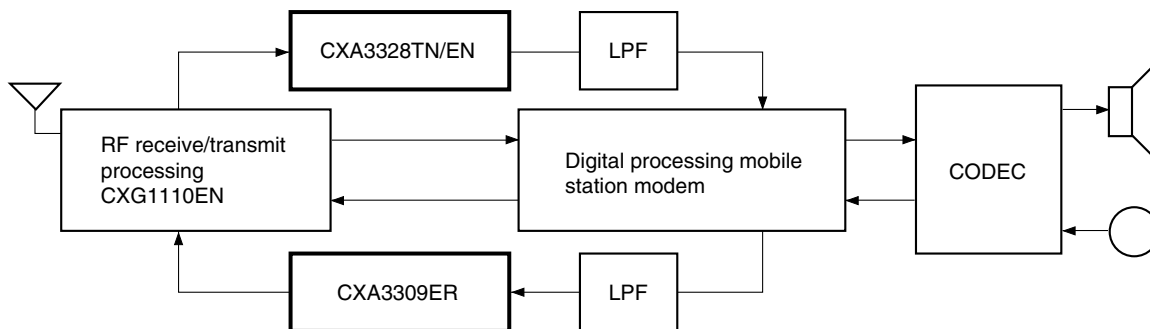 CXA3328TN/EN
LPF
RF receive/transmit
processing
CXG1110EN
Digital processing mobile
station modem
CODEC
CXA3309ER
LPF